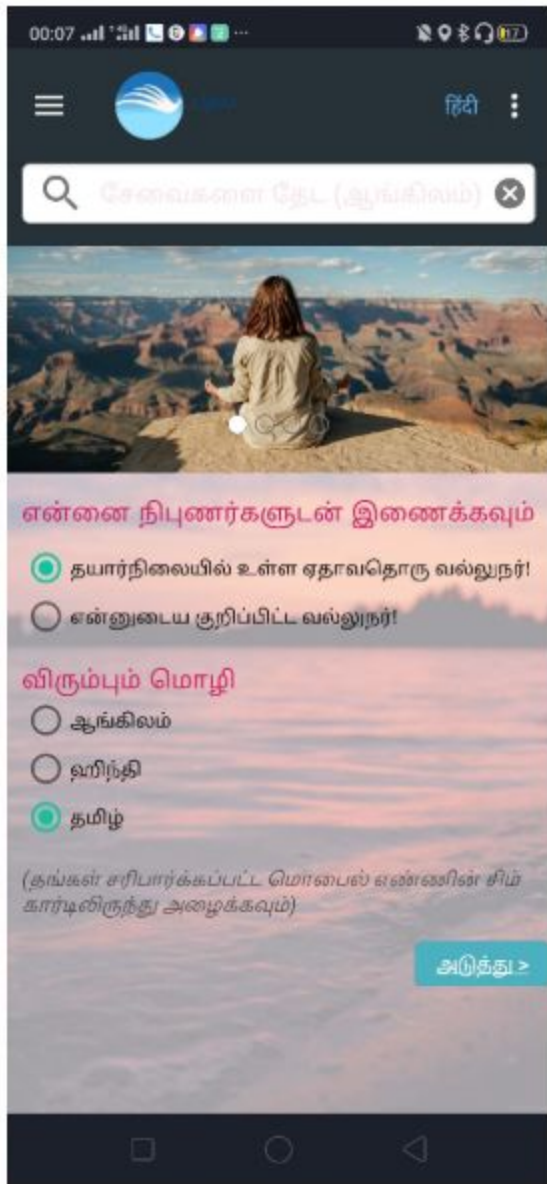 00:07
17
हिंदी
சேவைகளை தேட (ஆங்கிலம்)
என்னை நிபுணர்களுடன் இணைக்கவும்
தயார்நிலையில் உள்ள ஏதாவதொரு வல்லுநர்!
என்னுடைய குறிப்பிட்ட வல்லுநர்!
விரும்பும் மொழி
ஆங்கிலம்
ஹிந்தி
தமிழ்
(தங்கள் சரிபார்க்கப்பட்ட மொபைல் எண்ணின் சிம்
கார்டிலிருந்து அழைக்கவும்)
அடுத்து >